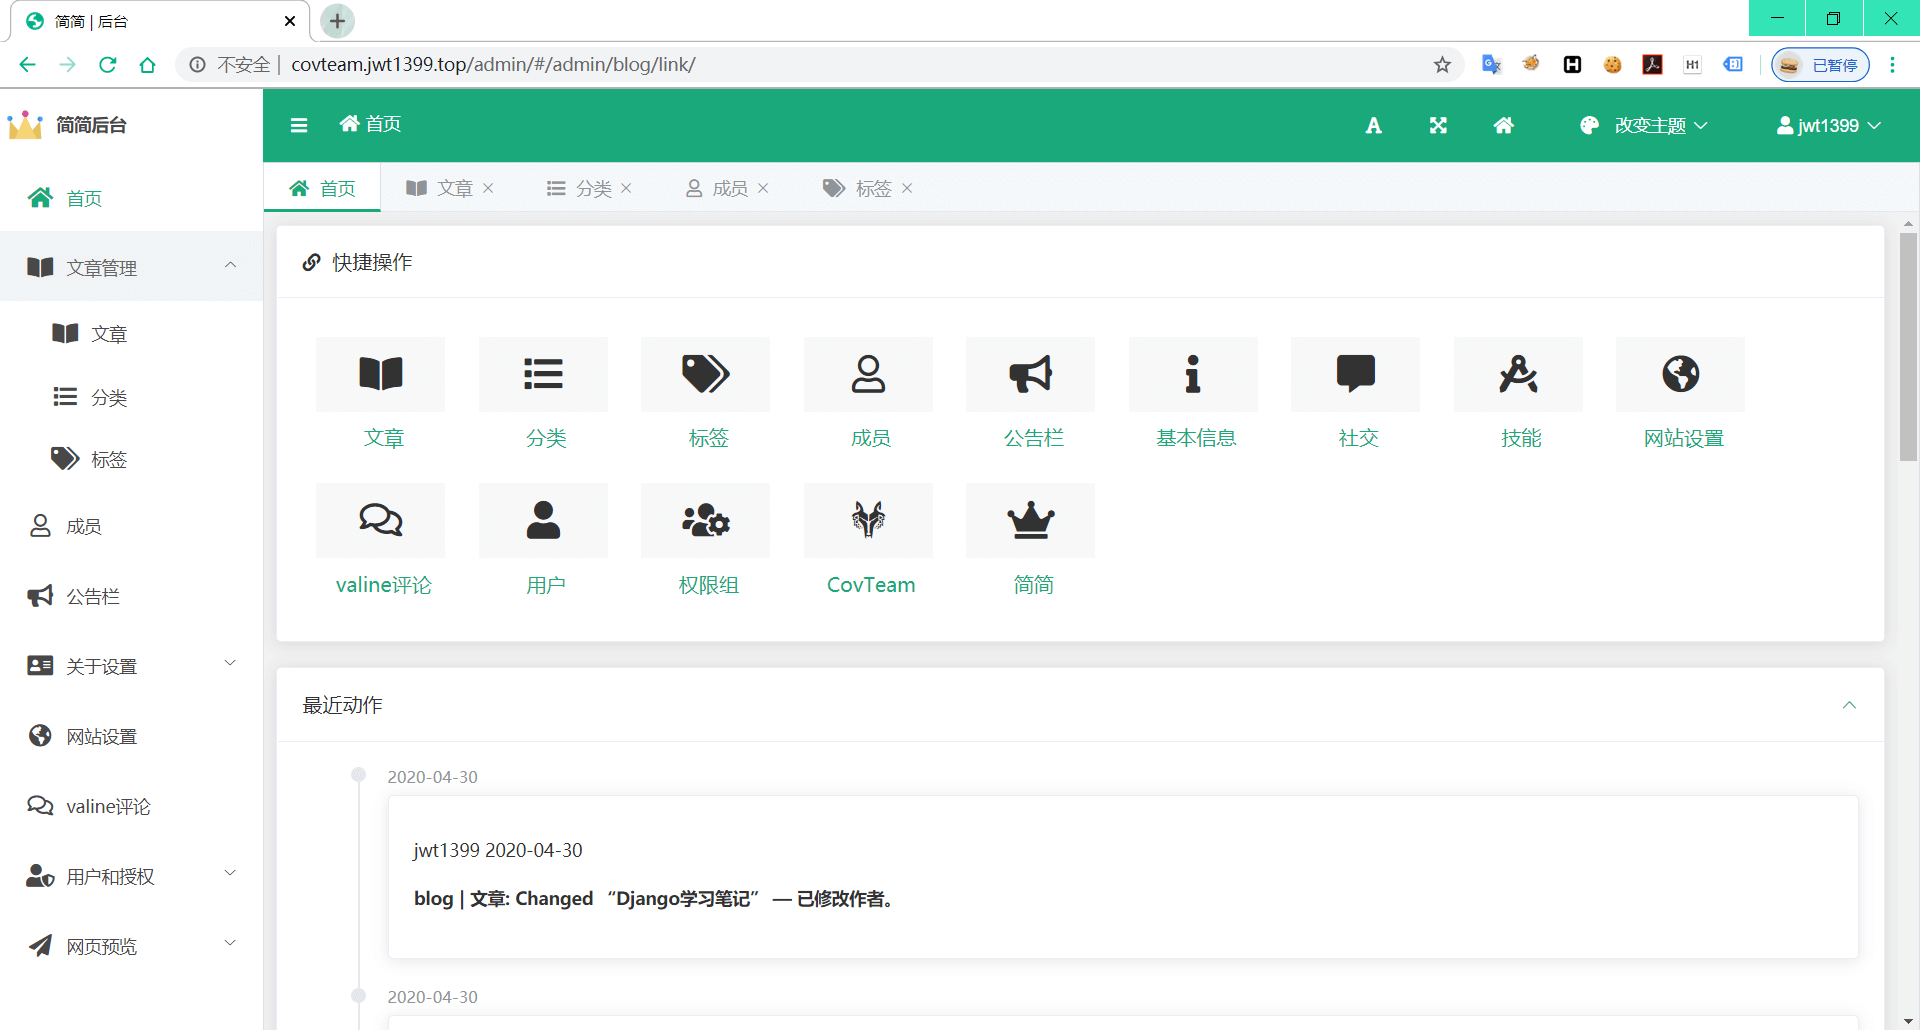 简简 | 后台
不安全 | covteam.jwt1399.top/admin/#/admin/blog/link/
H
H1
已暂停
简简后台
首页
改变主题
jwt1399
首页
文章
分类
成员
标签
首页
文章管理
文章
分类
标签
成员
公告栏
关于设置
网站设置
valine评论
用户和授权
网页预览
快捷操作
文章
分类
标签
成员
公告栏
基本信息
社交
技能
网站设置
valine评论
用户
权限组
CovTeam
简简
最近动作
2020-04-30
jwt1399 2020-04-30
blog | 文章: Changed “Django学习笔记” — 已修改作者。
2020-04-30